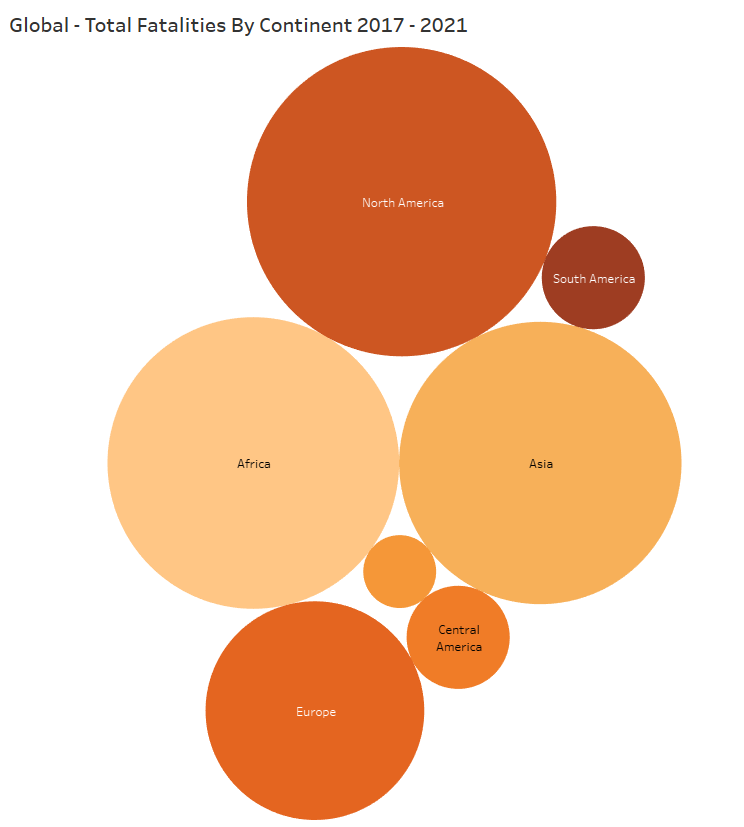 Global - Total Fatalities By Continent 2017 - 2021
North America
South America
Africa
Asia
Central
America
Europe